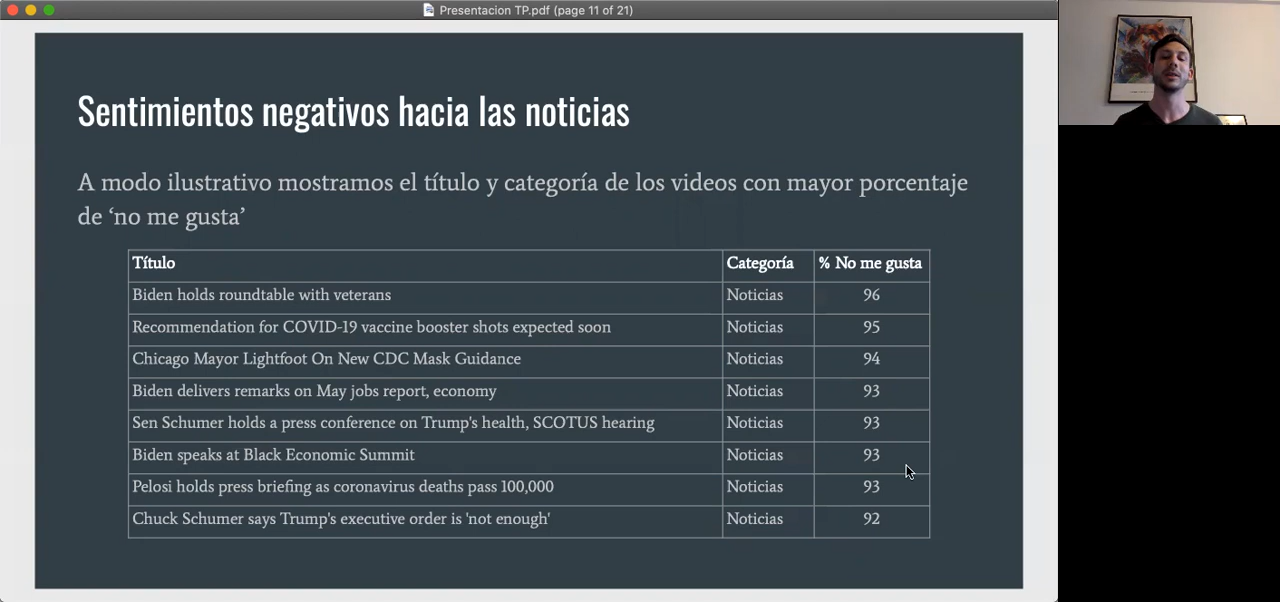 Presentacion TP.pdf (page 11 of 21)
Sentimientos negativos hacia las noticias
A modo ilustrativo mostramos el título y categoría de los videos con mayor porcentaje
de ‘no me gusta’
Título Categoría % No me gusta
Biden holds roundtable with veterans Noticias 96
Recommendation for COVID-19 vaccine booster shots expected soon Noticias 95
Chicago Mayor Lightfoot On New CDC Mask Guidance Noticias 94
Biden delivers remarks on May jobs report, economy Noticias 93
Sen Schumer holds a press conference on Trump's health, SCOTUS hearing Noticias 93
Biden speaks at Black Economic Summit Noticias 93
Pelosi holds press briefing as coronavirus deaths pass 100,000 Noticias 93
Chuck Schumer says Trump's executive order is 'not enough' Noticias 92